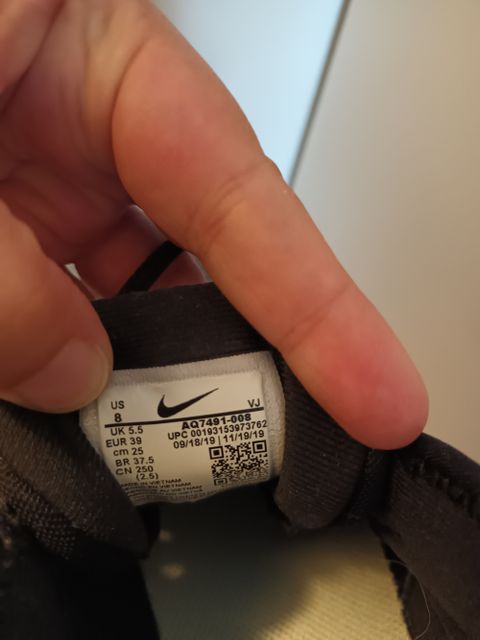 US VJ
8 AQ7491-008
UK 5.5 UPC 00193153973762
EUR 39 09/18/19 | 11/19/19
cm 25
BR 37.5
CN 250
(2.5)
MADE IN VIETNAM